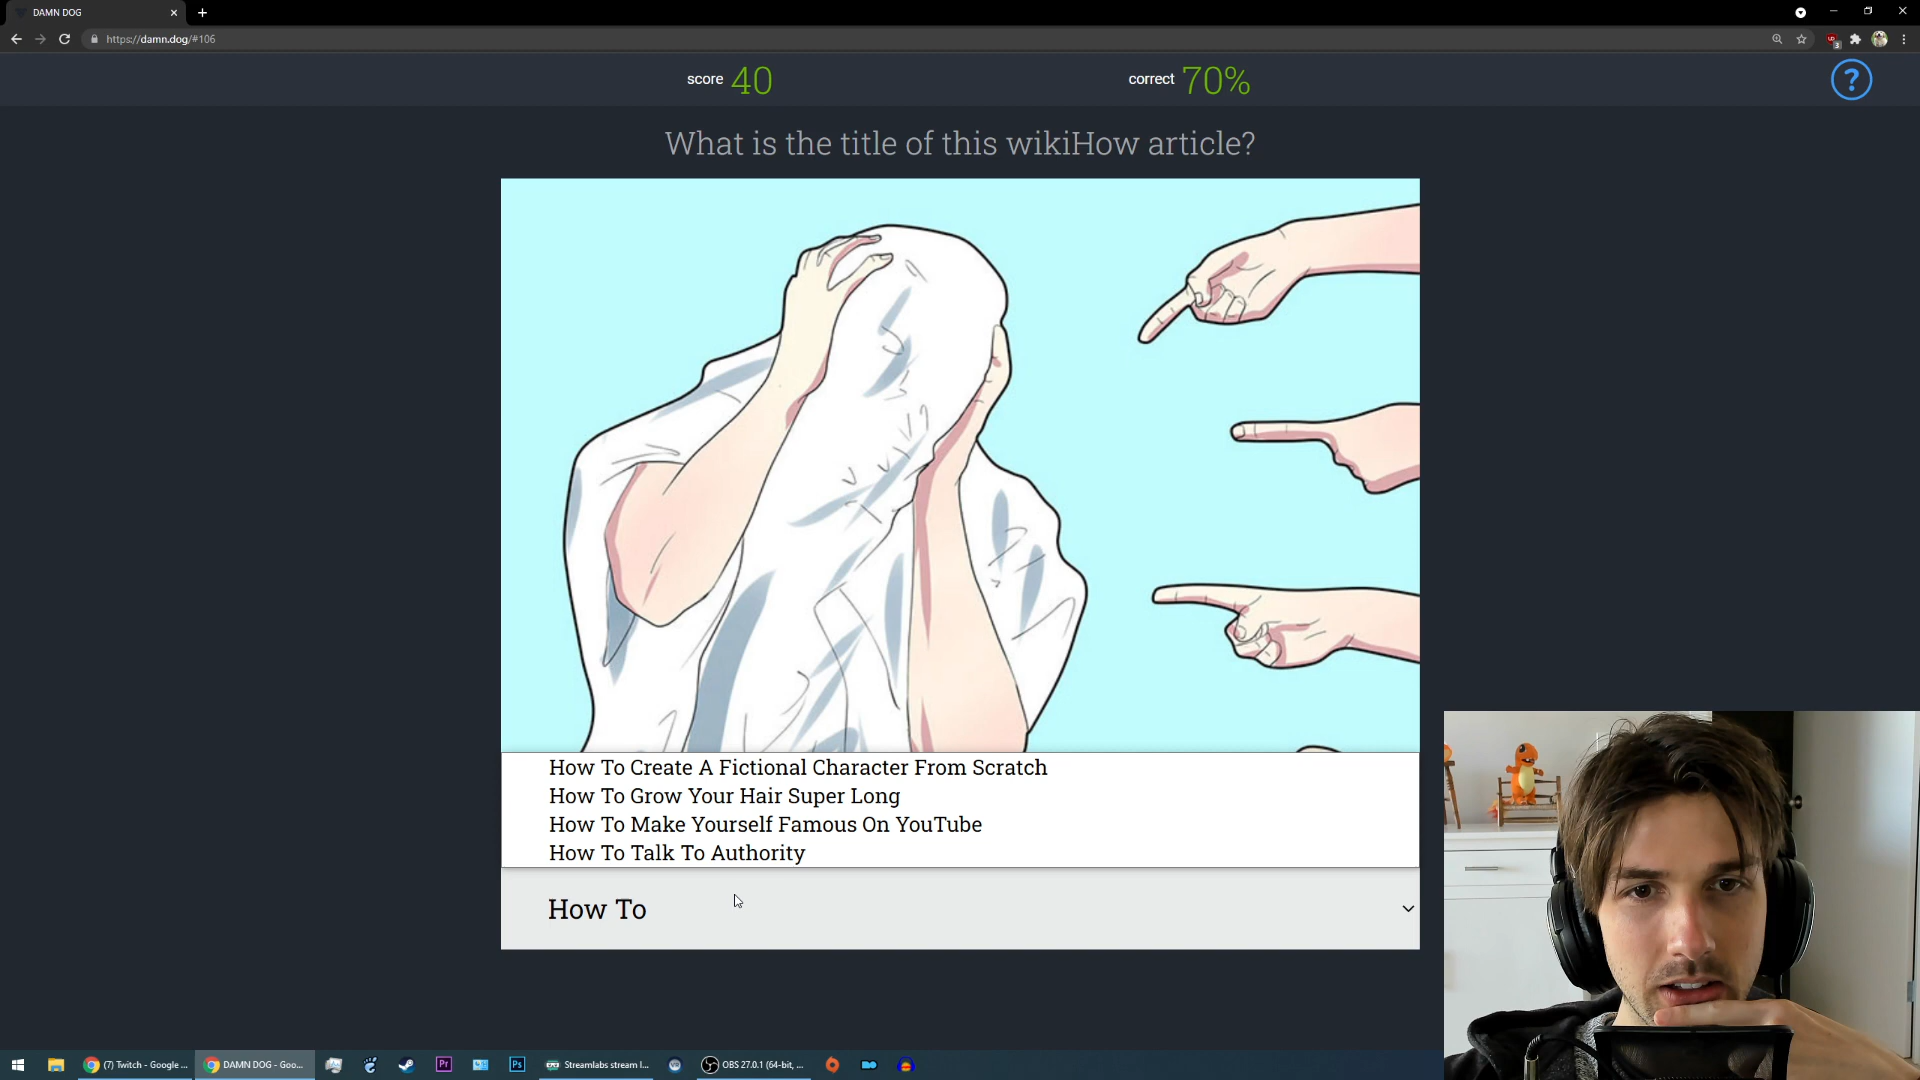 DAMN DOG
https://damn.dog/#106
score 40
correct 70%
?
What is the title of this wikiHow article?
How To Create A Fictional Character From Scratch
How To Grow Your Hair Super Long
How To Make Yourself Famous On YouTube
How To Talk To Authority
How To
(7) Twitch - Google ...
DAMN DOG - Goo...
Pr
Ps
Streamlabs stream l...
OBS 27.0.1 (64-bit, ...